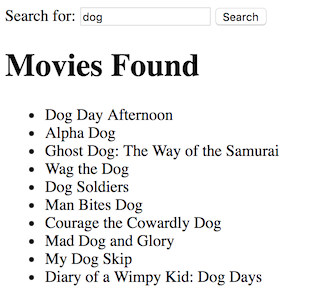 Search for: dog Search
Movies Found
Dog Day Afternoon
Alpha Dog
Ghost Dog: The Way of the Samurai
Wag the Dog
Dog Soldiers
Man Bites Dog
Courage the Cowardly Dog
Mad Dog and Glory
My Dog Skip
Diary of a Wimpy Kid: Dog Days